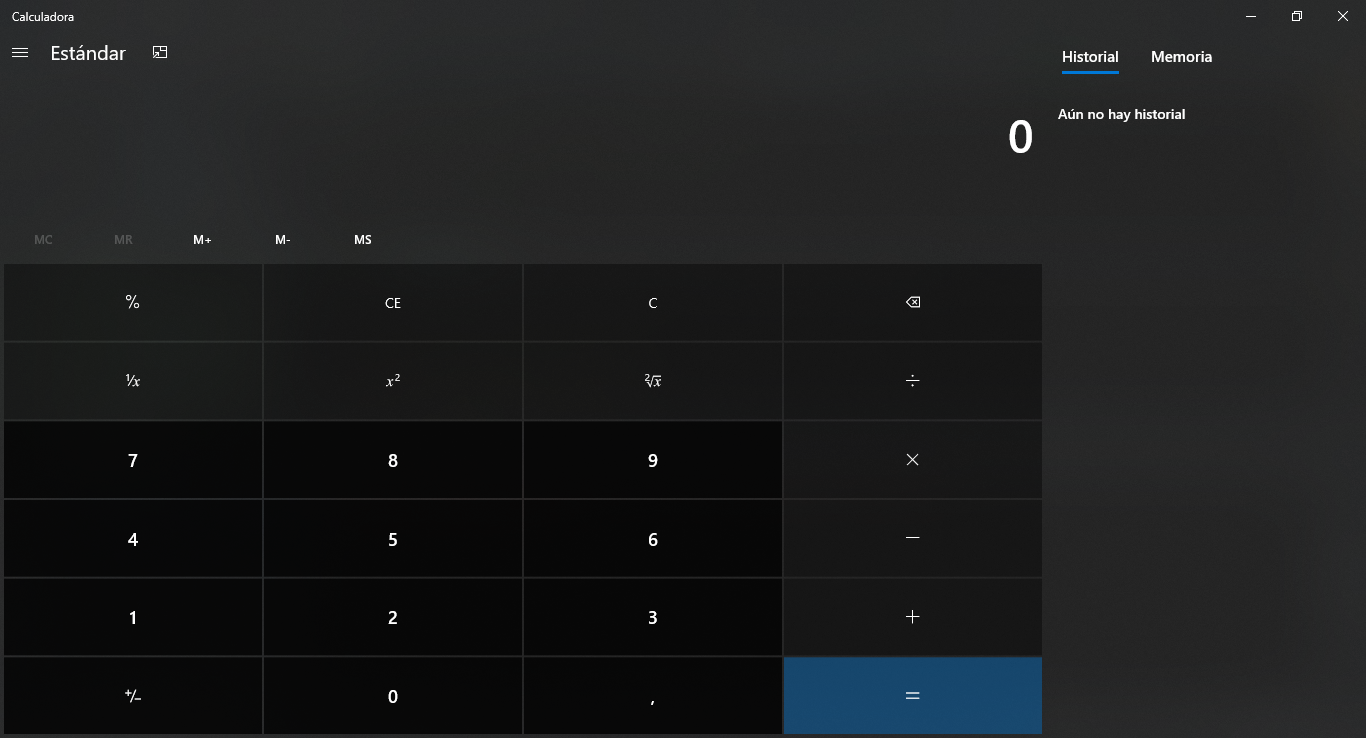 Calculadora
Estándar
Historial Memoria
Aún no hay historial
0
MC MR M+ M- MS
% CE C
¹/x x² ²√x ÷
7 8 9 ×
4 5 6 −
1 2 3 +
+/− 0 , =